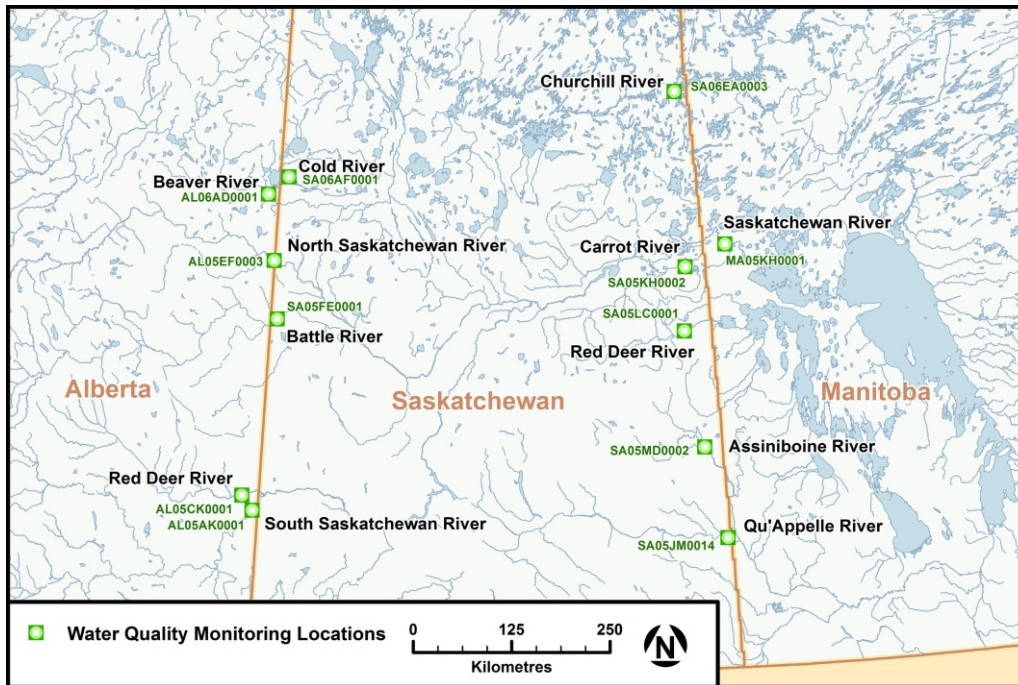 Churchill River
SA06EA0003
Cold River
SA06AF0001
Beaver River
AL06AD0001
Saskatchewan River
MA05KH0001
North Saskatchewan River
AL05EF0003
Carrot River
SA05KH0002
SA05FE0001
Battle River
SA05LC0001
Red Deer River
Alberta
Saskatchewan
Manitoba
SA05MD0002
Assiniboine River
Red Deer River
AL05CK0001
AL05AK0001
South Saskatchewan River
Qu'Appelle River
SA05JM0014
Water Quality Monitoring Locations
0 125 250
Kilometres
N